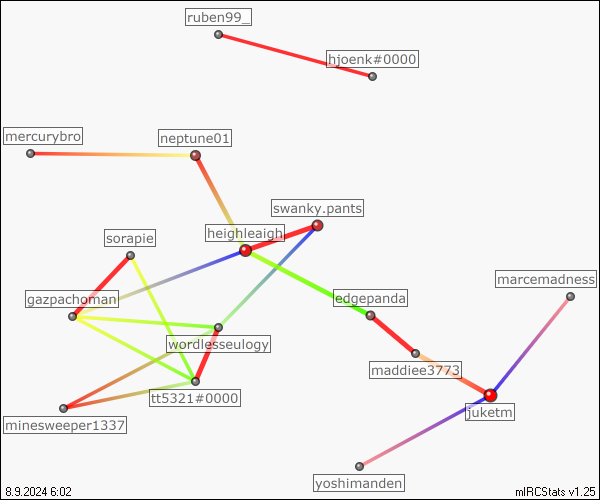 ruben99_
hjoenk#0000
mercurybro
neptune01
swanky.pants
heighleaigh
sorapie
marcemadness
gazpachoman
edgepanda
wordlesseulogy
maddiee3773
tt5321#0000
juketm
minesweeper1337
yoshimanden
8.9.2024 6:02
mIRCStats v1.25